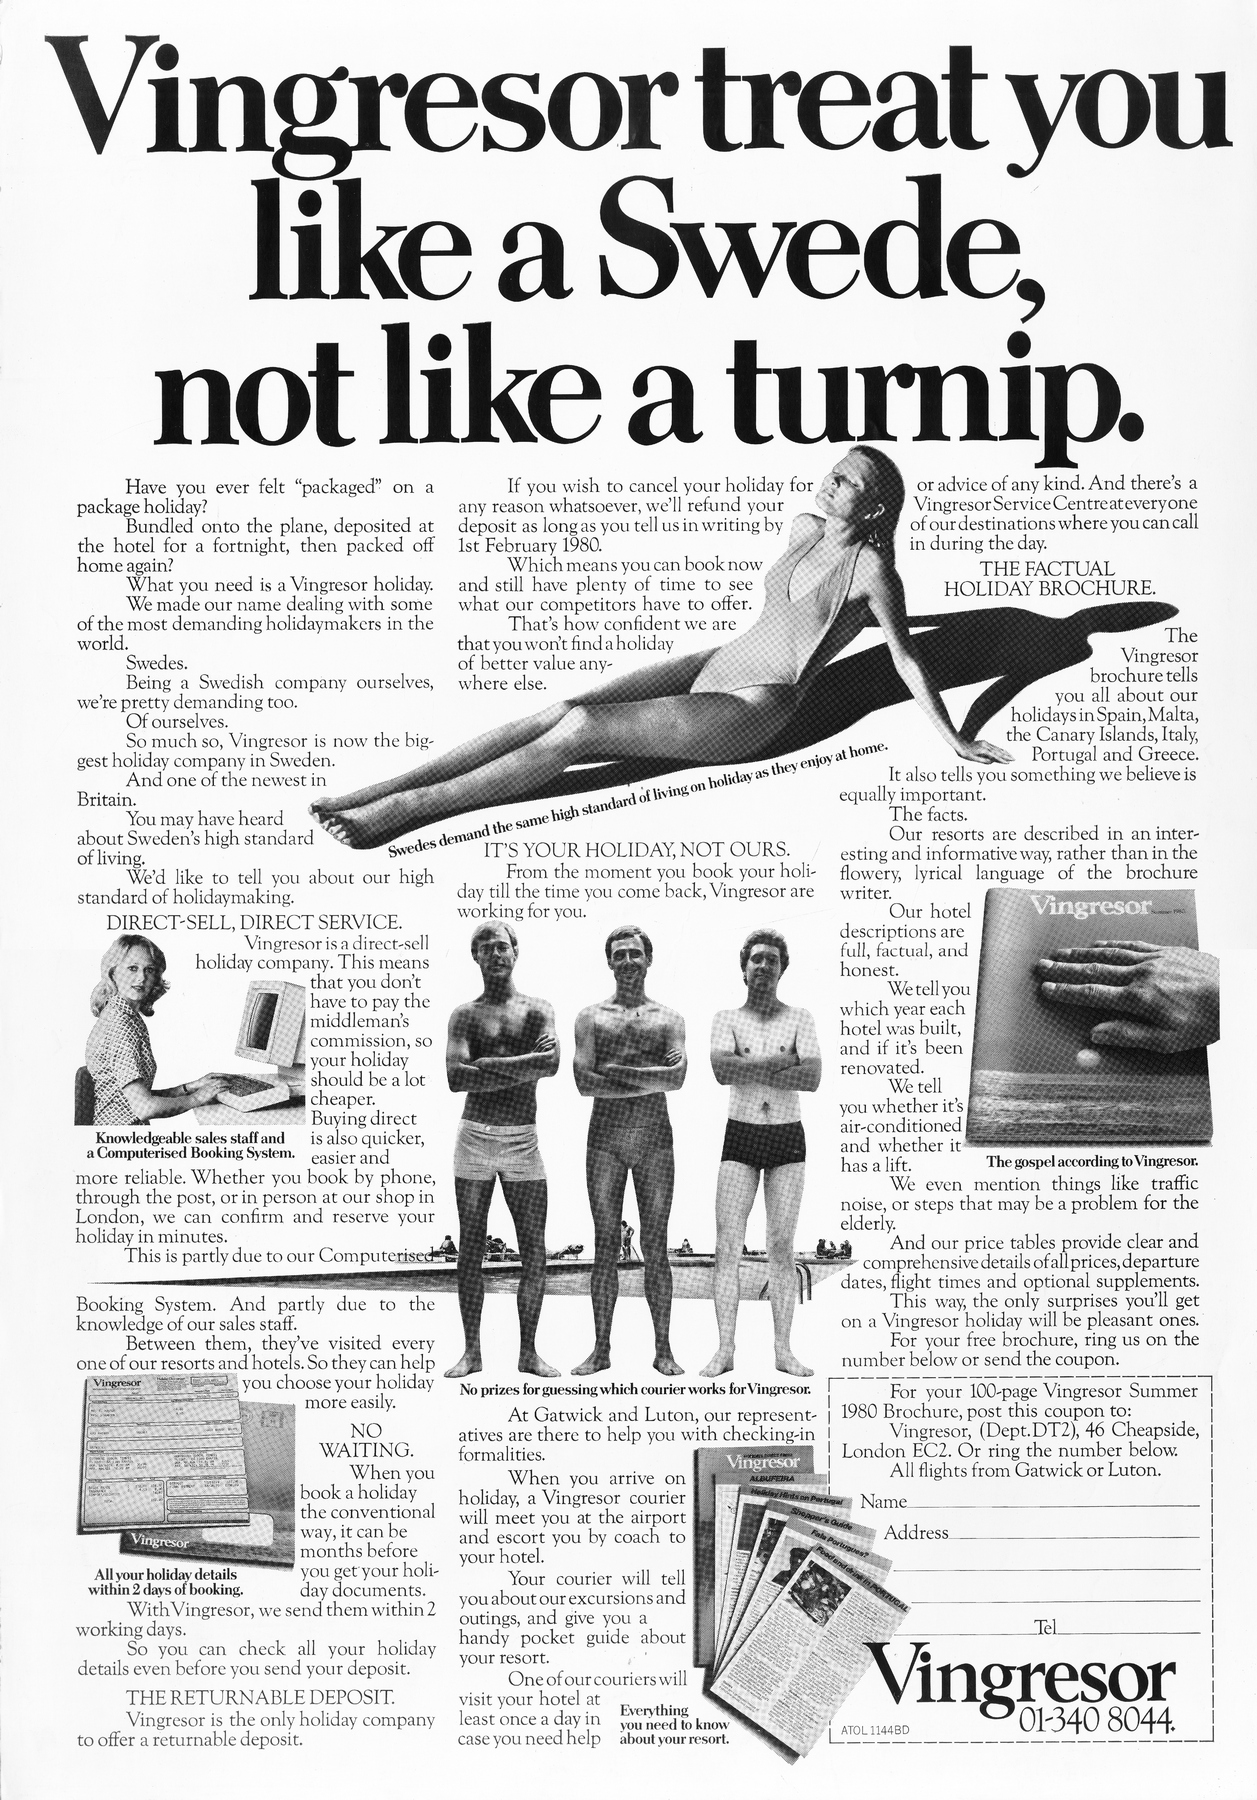 Vingresor treat you
like a Swede,
not like a turnip.
Have you ever felt “packaged” on a
package holiday?
Bundled onto the plane, deposited at
the hotel for a fortnight, then packed off
home again?
What you need is a Vingresor holiday.
We made our name dealing with some
of the most demanding holidaymakers in the
world.
Swedes.
Being a Swedish company ourselves,
we're pretty demanding too.
Of ourselves.
So much so, Vingresor is now the big-
gest holiday company in Sweden.
And one of the newest in
Britain.
You may have heard
about Sweden's high standard
of living.
We'd like to tell you about our high
standard of holidaymaking.
DIRECT-SELL, DIRECT SERVICE.
Vingresor is a direct-sell
holiday company. This means
that you don't
have to pay the
middleman's
commission, so
your holiday
should be a lot
cheaper.
Buying direct
is also quicker,
easier and
Knowledgeable sales staff and
a Computerised Booking System.
more reliable. Whether you book by phone,
through the post, or in person at our shop in
London, we can confirm and reserve your
holiday in minutes.
This is partly due to our Computerised
Booking System. And partly due to the
knowledge of our sales staff.
Between them, they've visited every
one of our resorts and hotels. So they can help
you choose your holiday
more easily.
NO
WAITING.
When you
book a holiday
the conventional
way, it can be
months before
you get your holi-
day documents.
Vingresor
Vingresor
All your holiday details
within 2 days of booking.
With Vingresor, we send them within 2
working days.
So you can check all your holiday
details even before you send your deposit.
THE RETURNABLE DEPOSIT.
Vingresor is the only holiday company
to offer a returnable deposit.
If you wish to cancel your holiday for
any reason whatsoever, we'll refund your
deposit as long as you tell us in writing by
1st February 1980.
Which means you can book now
and still have plenty of time to see
what our competitors have to offer.
That's how confident we are
that you won't find a holiday
of better value any-
where else.
Swedes demand the same high standard of living on holiday as they enjoy at home.
IT'S YOUR HOLIDAY, NOT OURS.
From the moment you book your holi-
day till the time you come back, Vingresor are
working for you.
No prizes for guessing which courier works for Vingresor.
At Gatwick and Luton, our represent-
atives are there to help you with checking-in
formalities.
When you arrive on
holiday, a Vingresor courier
will meet you at the airport
and escort you by coach to
your hotel.
Your courier will tell
you about our excursions and
outings, and give you a
handy pocket guide about
your resort.
One of our couriers will
visit your hotel at
least once a day in
case you need help
Vingresor
ALBUFEIRA
Holiday Hints on Portugal
Shopper's Guide
Fala Portugues?
Food and drink in PORTUGAL
Everything
you need to know
about your resort.
or advice of any kind. And there's a
Vingresor Service Centre at every one
of our destinations where you can call
in during the day.
THE FACTUAL
HOLIDAY BROCHURE.
The
Vingresor
brochure tells
you all about our
holidays in Spain, Malta,
the Canary Islands, Italy,
Portugal and Greece.
It also tells you something we believe is
equally important.
The facts.
Our resorts are described in an inter-
esting and informative way, rather than in the
flowery, lyrical language of the brochure
writer.
Our hotel
descriptions are
full, factual, and
honest.
We tell you
which year each
hotel was built,
and if it's been
renovated.
We tell
you whether it's
air-conditioned
and whether it
has a lift.
Vingresor Summer 1980
The gospel according to Vingresor.
We even mention things like traffic
noise, or steps that may be a problem for the
elderly.
And our price tables provide clear and
comprehensive details of all prices, departure
dates, flight times and optional supplements.
This way, the only surprises you'll get
on a Vingresor holiday will be pleasant ones.
For your free brochure, ring us on the
number below or send the coupon.
For your 100-page Vingresor Summer
1980 Brochure, post this coupon to:
Vingresor, (Dept. DT2), 46 Cheapside,
London EC2. Or ring the number below.
All flights from Gatwick or Luton.
Name
Address
Tel
Vingresor
01-340 8044.
ATOL 1144BD